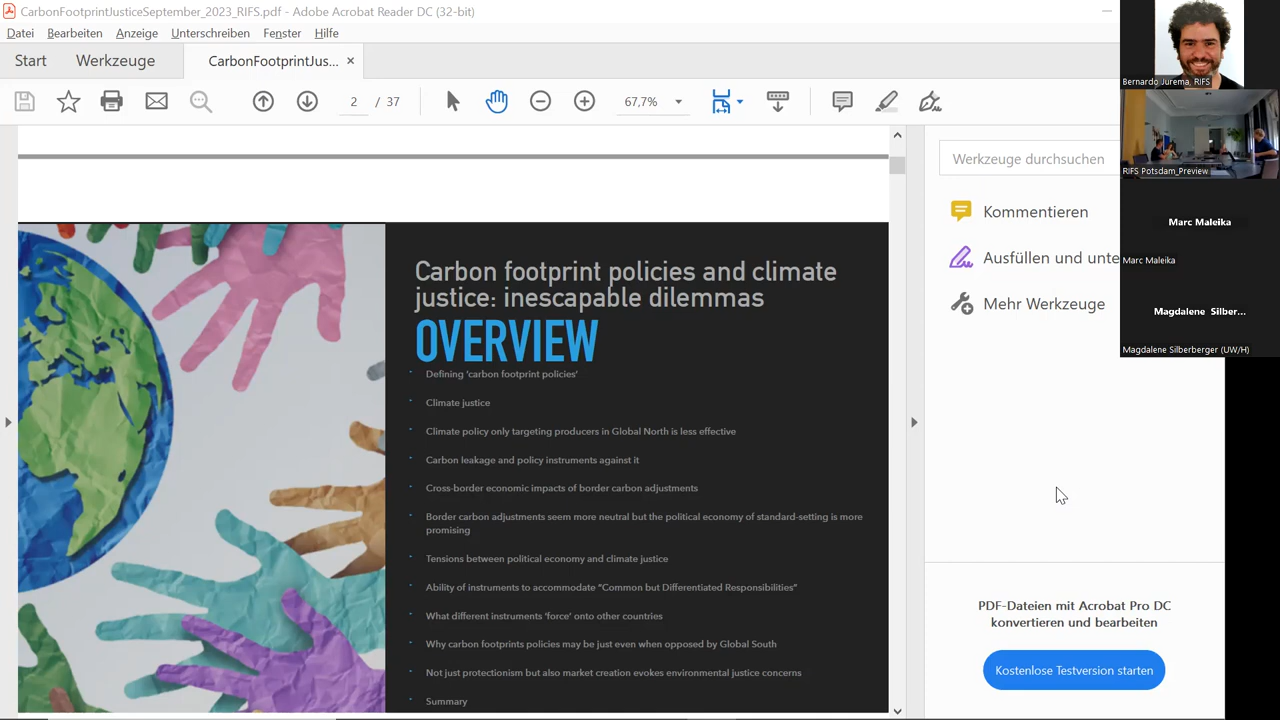 CarbonFootprintJusticeSeptember_2023_RIFS.pdf - Adobe Acrobat Reader DC (32-bit)
Datei Bearbeiten Anzeige Unterschreiben Fenster Hilfe
Start Werkzeuge CarbonFootprintJus... ×
2 / 37 67,7%
Werkzeuge durchsuchen
Kommentieren
Ausfüllen und unte
Mehr Werkzeuge
PDF-Dateien mit Acrobat Pro DC
konvertieren und bearbeiten
Kostenlose Testversion starten
Carbon footprint policies and climate
justice: inescapable dilemmas
OVERVIEW
Defining ‘carbon footprint policies’
Climate justice
Climate policy only targeting producers in Global North is less effective
Carbon leakage and policy instruments against it
Cross-border economic impacts of border carbon adjustments
Border carbon adjustments seem more neutral but the political economy of standard-setting is more
promising
Tensions between political economy and climate justice
Ability of instruments to accommodate “Common but Differentiated Responsibilities”
What different instruments ‘force’ onto other countries
Why carbon footprints policies may be just even when opposed by Global South
Not just protectionism but also market creation evokes environmental justice concerns
Summary
Bernardo Jurema, RIFS
RIFS Potsdam_Preview
Marc Maleika
Marc Maleika
Magdalene Silber...
Magdalene Silberberger (UW/H)